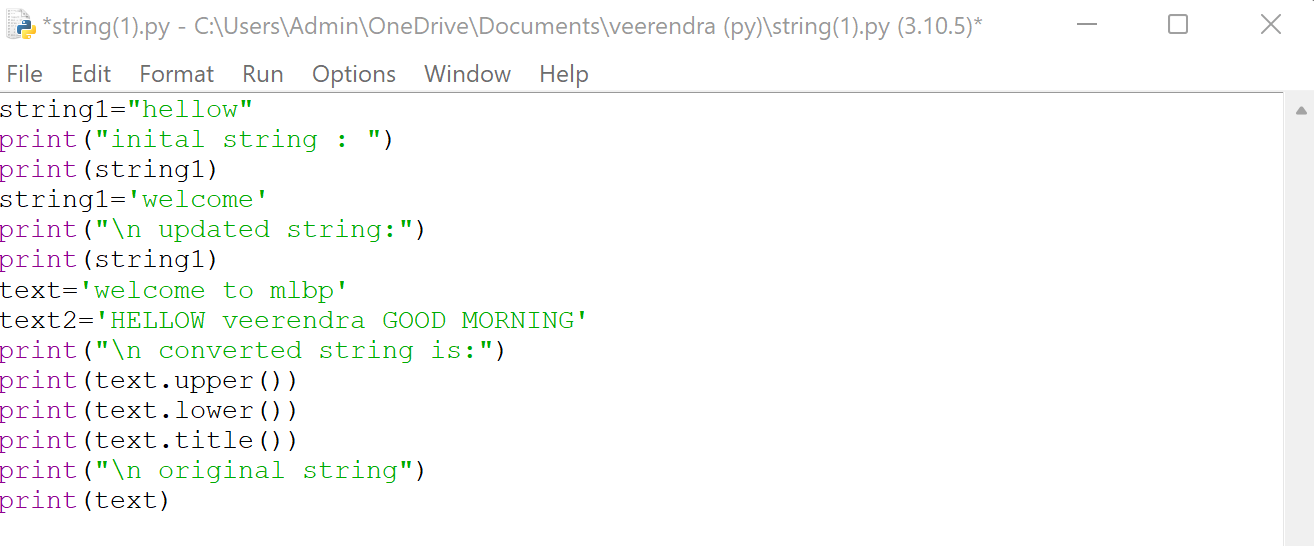 *string(1).py - C:\Users\Admin\OneDrive\Documents\veerendra (py)\string(1).py (3.10.5)*
File Edit Format Run Options Window Help
string1="hellow"
print("inital string : ")
print(string1)
string1='welcome'
print("\n updated string:")
print(string1)
text='welcome to mlbp'
text2='HELLOW veerendra GOOD MORNING'
print("\n converted string is:")
print(text.upper())
print(text.lower())
print(text.title())
print("\n original string")
print(text)